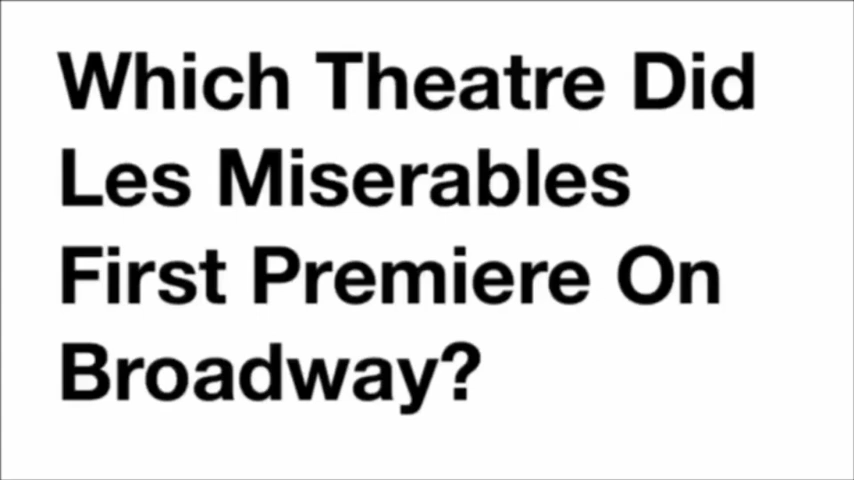 Which Theatre Did
Les Miserables
First Premiere On
Broadway?